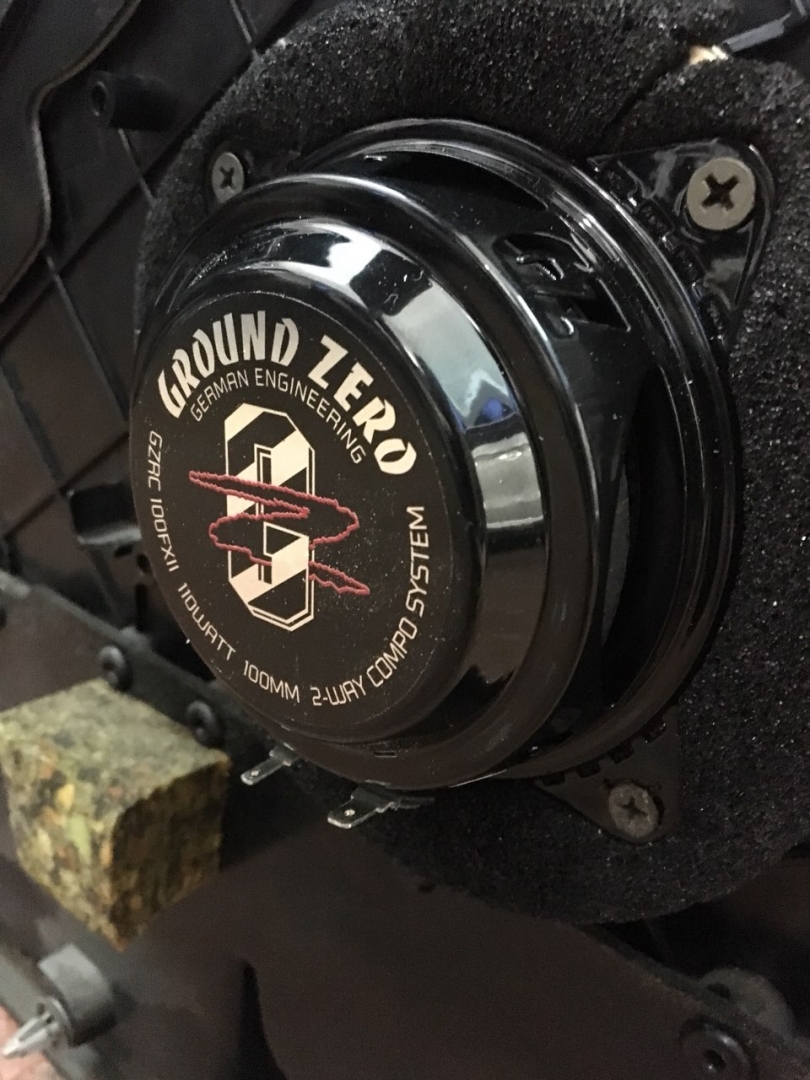 GROUND ZERO
GERMAN ENGINEERING
GZRC 100FXII 110WATT 100MM 2-WAY COMPO SYSTEM